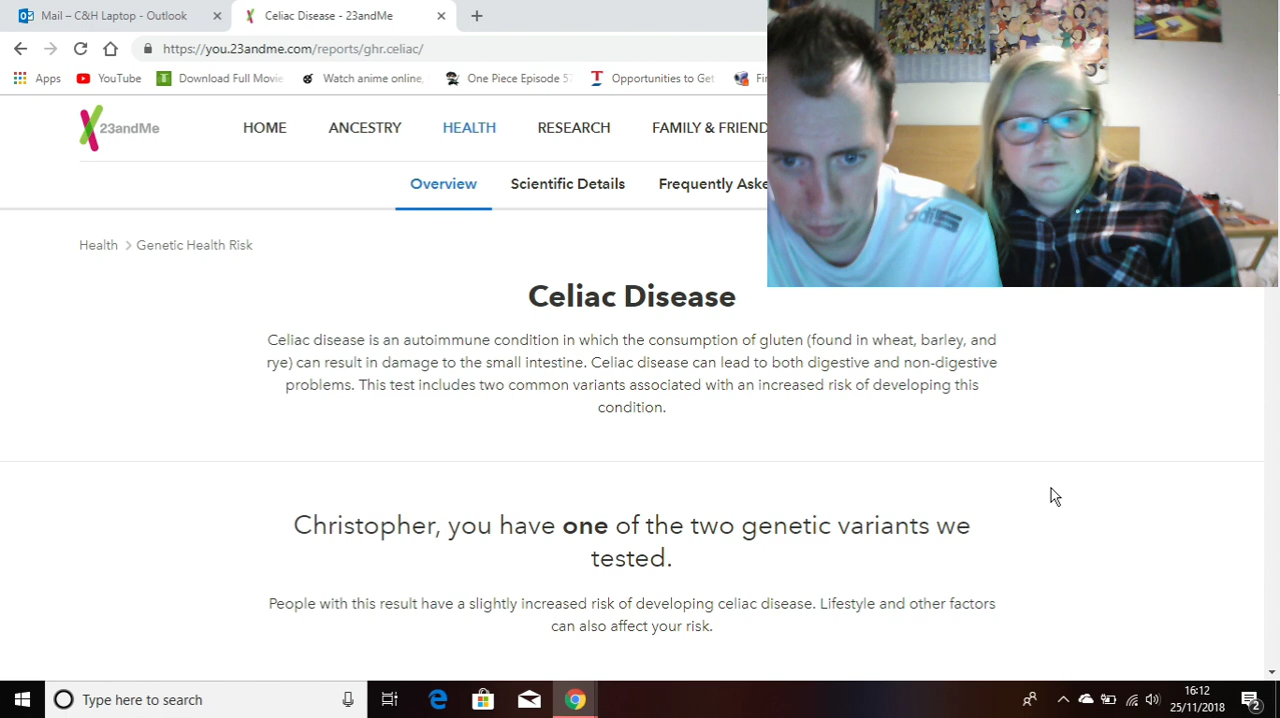 Mail – C&H Laptop - Outlook
Celiac Disease - 23andMe
https://you.23andme.com/reports/ghr.celiac/
Apps YouTube Download Full Movie Watch anime online, One Piece Episode 57 Opportunities to Get Fi
23andMe HOME ANCESTRY HEALTH RESEARCH FAMILY & FRIEND
Overview Scientific Details Frequently Aske
Health > Genetic Health Risk
Celiac Disease
Celiac disease is an autoimmune condition in which the consumption of gluten (found in wheat, barley, and
rye) can result in damage to the small intestine. Celiac disease can lead to both digestive and non-digestive
problems. This test includes two common variants associated with an increased risk of developing this
condition.
Christopher, you have one of the two genetic variants we
tested.
People with this result have a slightly increased risk of developing celiac disease. Lifestyle and other factors
can also affect your risk.
Type here to search
16:12
25/11/2018
2